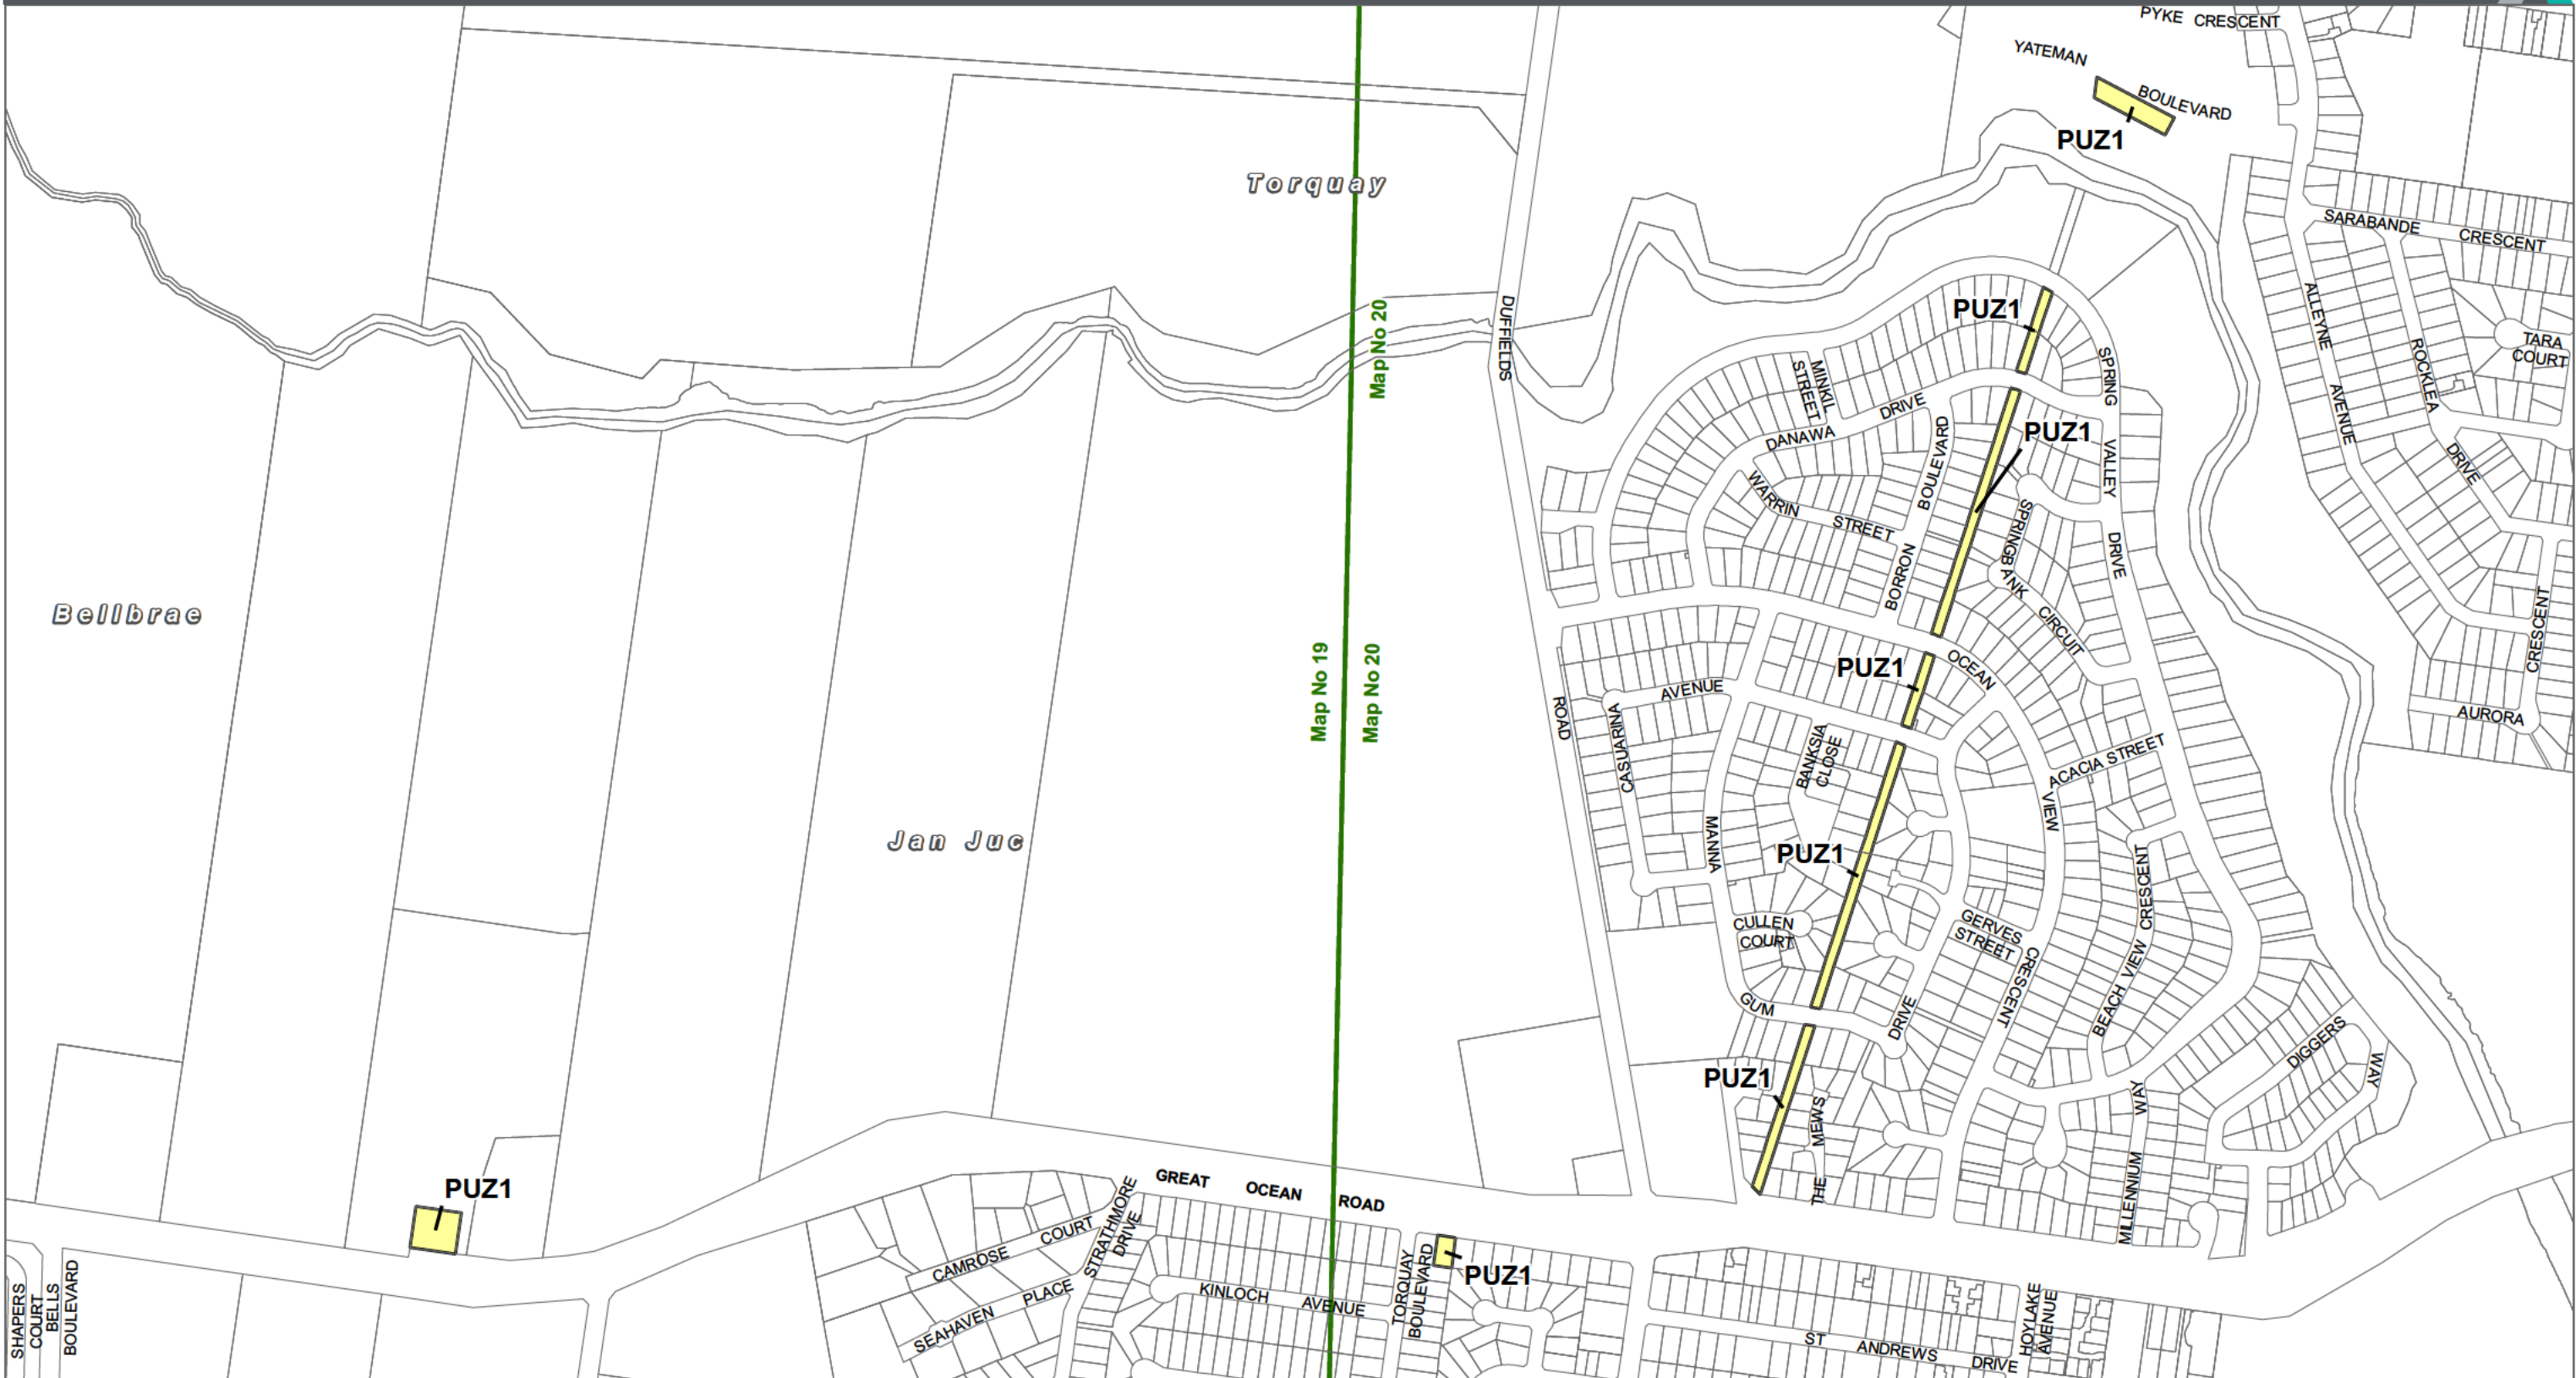 PYKE CRESCENT
YATEMAN
BOULEVARD
PUZ1
Torquay
SARABANDE
CRESCENT
PUZ1
Map No 20
DUFFIELDS
ALLEYNE
AVENUE
ROCKLEA
DRIVE
TARA
COURT
SPRING
VALLEY
DRIVE
MINKIL
STREET
DRIVE
DANAWA
BOULEVARD
BORRON
PUZ1
WARRIN
STREET
SPRINGBANK
CIRCUIT
Bellbrae
CRESCENT
AURORA
Map No 19
Map No 20
PUZ1
OCEAN
VIEW
CRESCENT
AVENUE
CASUARINA
ROAD
BANKSIA
CLOSE
ACACIA STREET
Jan Juc
MANNA
GUM
DRIVE
PUZ1
CULLEN
COURT
GERVES
STREET
BEACH VIEW CRESCENT
DIGGERS
WAY
PUZ1
THE MEWS
MILLENNIUM WAY
PUZ1
GREAT OCEAN ROAD
STRATHMORE
DRIVE
CAMROSE COURT
SEAHAVEN PLACE
KINLOCH AVENUE
TORQUAY
BOULEVARD
PUZ1
SHAPERS
COURT
BELLS
BOULEVARD
ST ANDREWS DRIVE
HOYLAKE
AVENUE